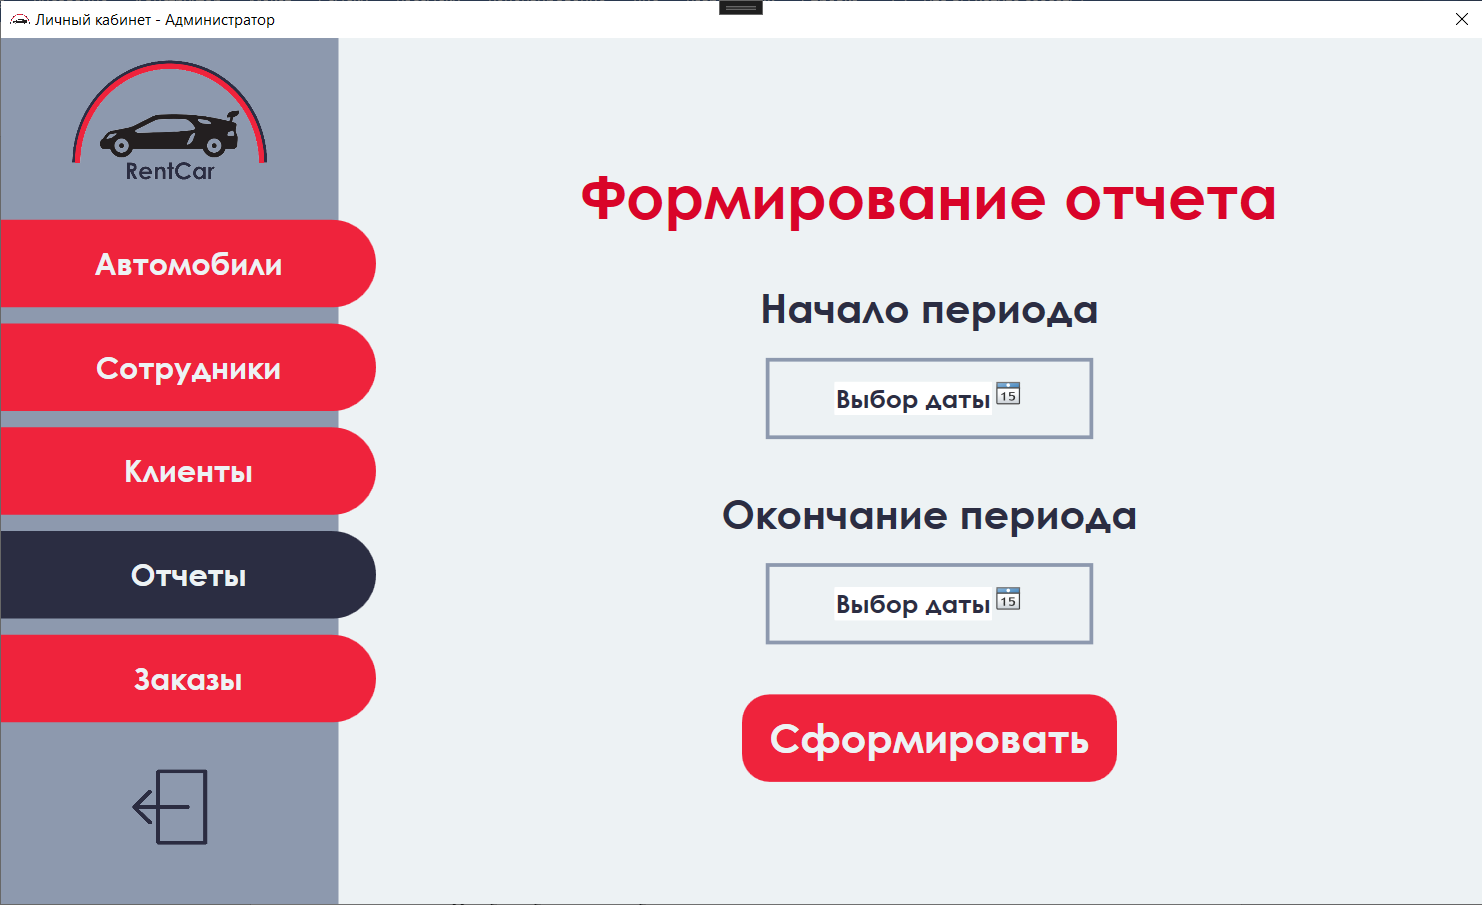 Личный кабинет - Администратор
RentCar
Автомобили
Сотрудники
Клиенты
Отчеты
Заказы
Формирование отчета
Начало периода
Выбор даты 15
Окончание периода
Выбор даты 15
Сформировать